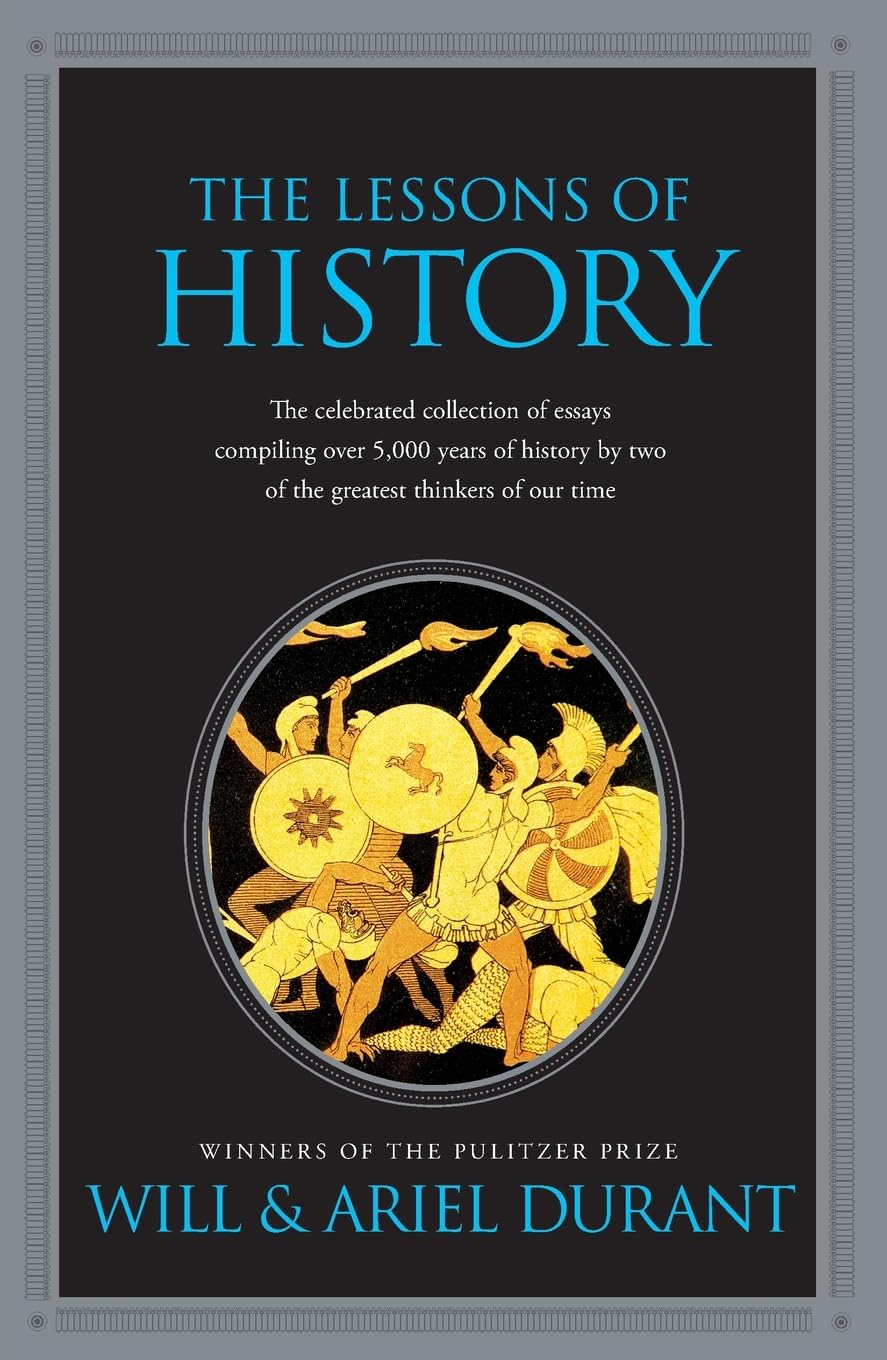 THE LESSONS OF
HISTORY
The celebrated collection of essays
compiling over 5,000 years of history by two
of the greatest thinkers of our time
WINNERS OF THE PULITZER PRIZE
WILL & ARIEL DURANT